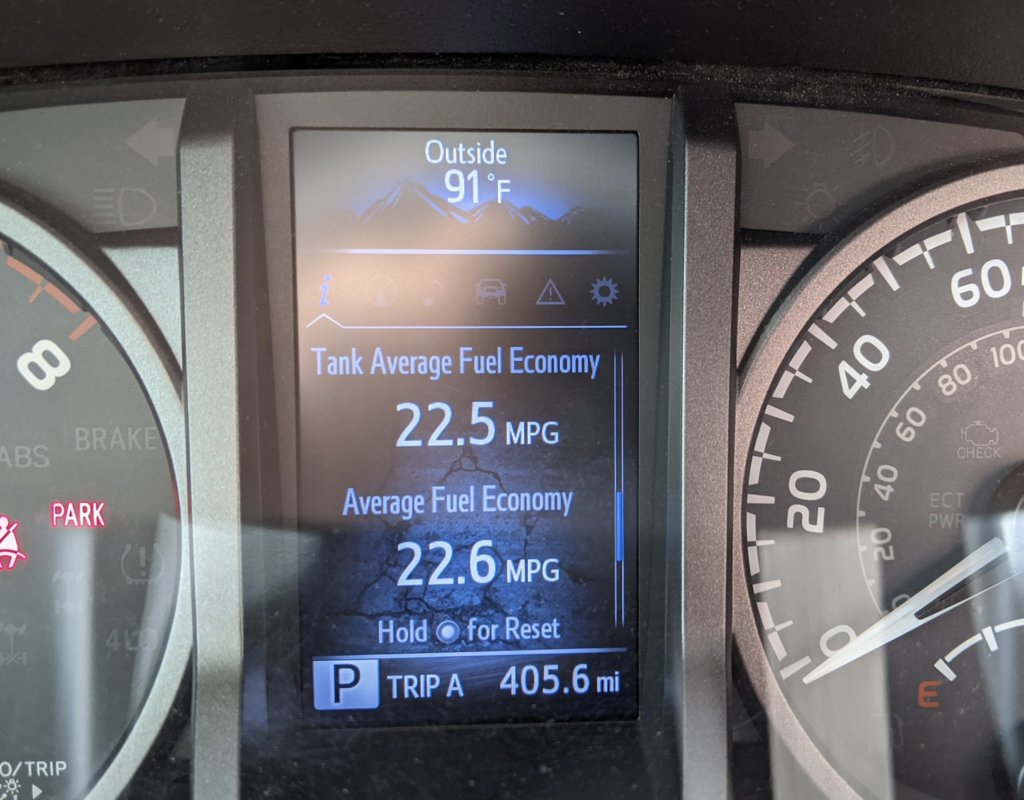 Outside
91°F
i
Tank Average Fuel Economy
22.5 MPG
Average Fuel Economy
22.6 MPG
Hold for Reset
P TRIP A 405.6 mi
8
ABS
BRAKE
PARK
O/TRIP
0
20
40
60
0
20
40
60
80
100
CHECK
ECT
PWR
E